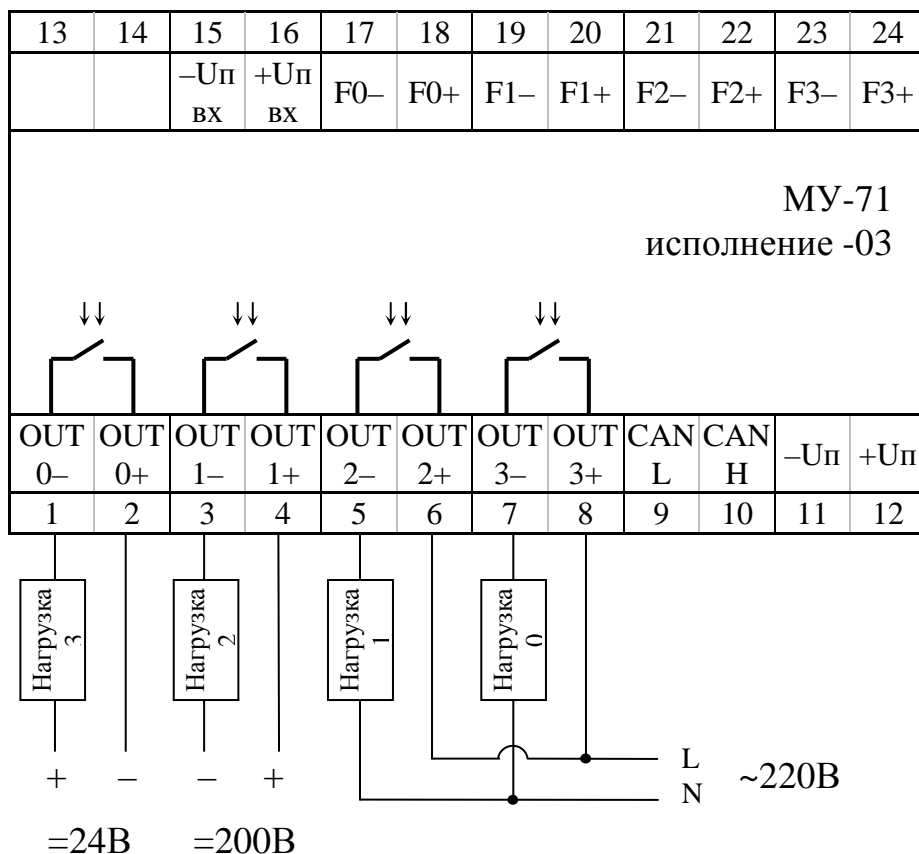 13 14 15 16 17 18 19 20 21 22 23 24
–Uп +Uп F0– F0+ F1– F1+ F2– F2+ F3– F3+
вх вх
МУ-71
исполнение -03
OUT OUT OUT OUT OUT OUT OUT OUT CAN CAN –Uп +Uп
0– 0+ 1– 1+ 2– 2+ 3– 3+ L H
1 2 3 4 5 6 7 8 9 10 11 12
Нагрузка 3
Нагрузка 2
Нагрузка 1
Нагрузка 0
+ – – +
L
N
~220В
=24В =200В